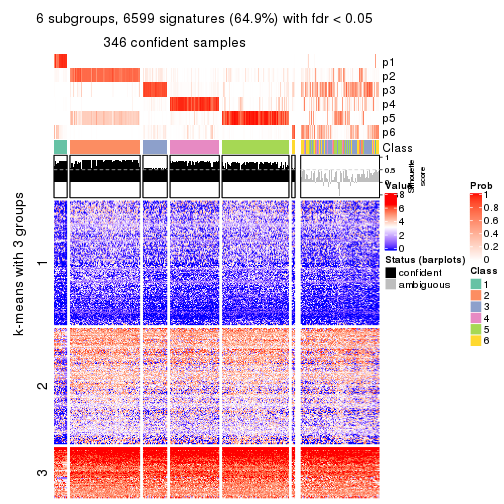 6 subgroups, 6599 signatures (64.9%) with fdr < 0.05
346 confident samples
p1
p2
p3
p4
p5
p6
Class
1
0.5
0
Silhouette
score
k-means with 3 groups
1
2
3
Value
8
6
4
2
0
Status (barplots)
confident
ambiguous
Prob
1
0.8
0.6
0.4
0.2
0
Class
1
2
3
4
5
6